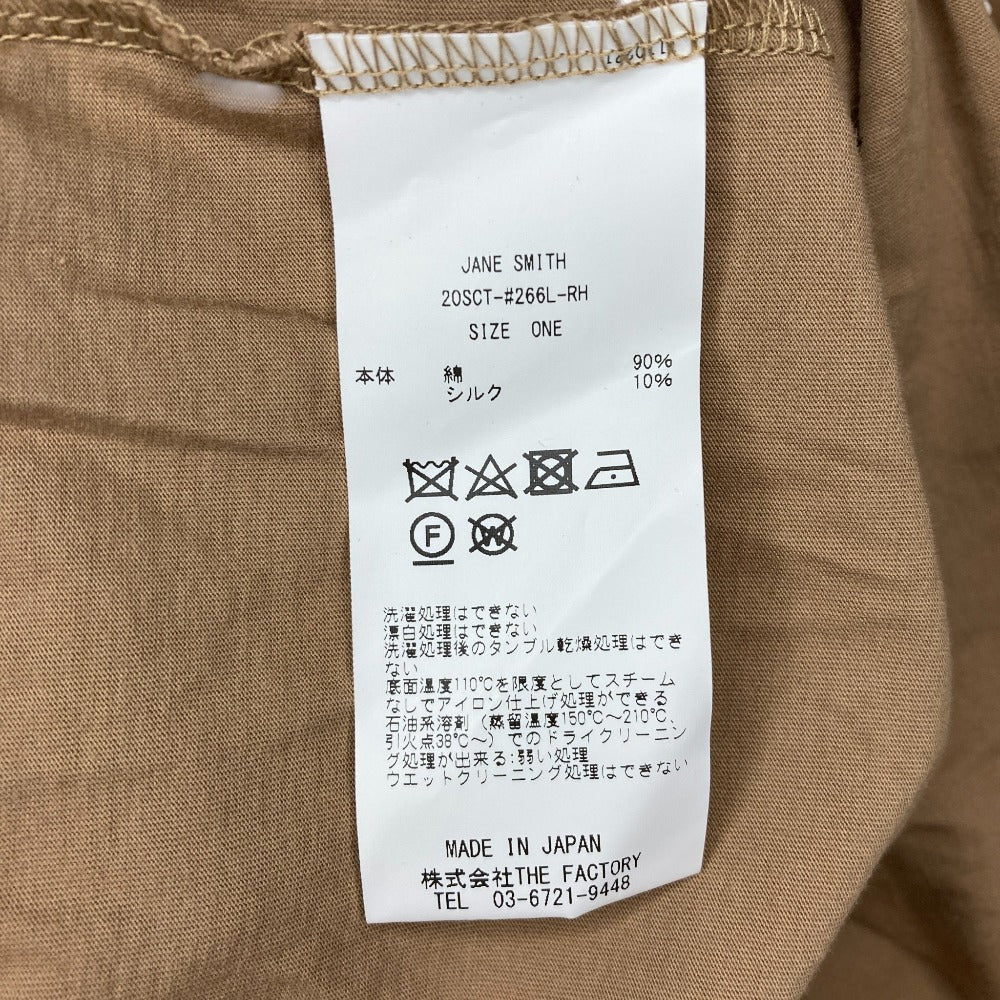 JANE SMITH
20SCT-#266L-RH
SIZE ONE
本体 綿 90%
シルク 10%
F
W
洗濯処理はできない
漂白処理はできない
洗濯処理後のタンブル乾燥処理はでき
ない
底面温度110℃を限度としてスチーム
なしでアイロン仕上げ処理ができる
石油系溶剤(蒸留温度150℃～210℃、
引火点38℃～)でのドライクリーニン
グ処理が出来る:弱い処理
ウエットクリーニング処理はできない
MADE IN JAPAN
株式会社THE FACTORY
TEL 03-6721-9448